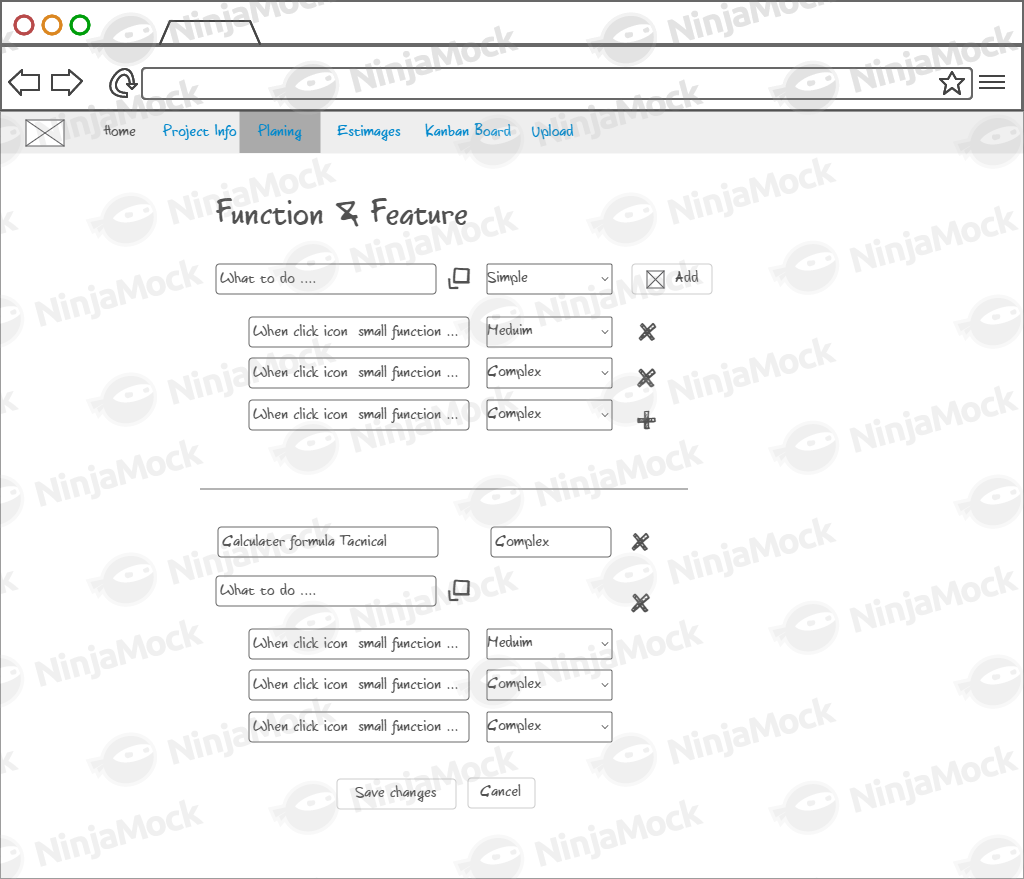 Home Project Info Planing Estimages Kanban Board Upload
Function & Feature
What to do .... Simple Add
When click icon small function ... Meduim
When click icon small function ... Complex
When click icon small function ... Complex
Calculater formula Tacnical Complex
What to do ....
When click icon small function ... Meduim
When click icon small function ... Complex
When click icon small function ... Complex
Save changes Cancel
NinjaMock